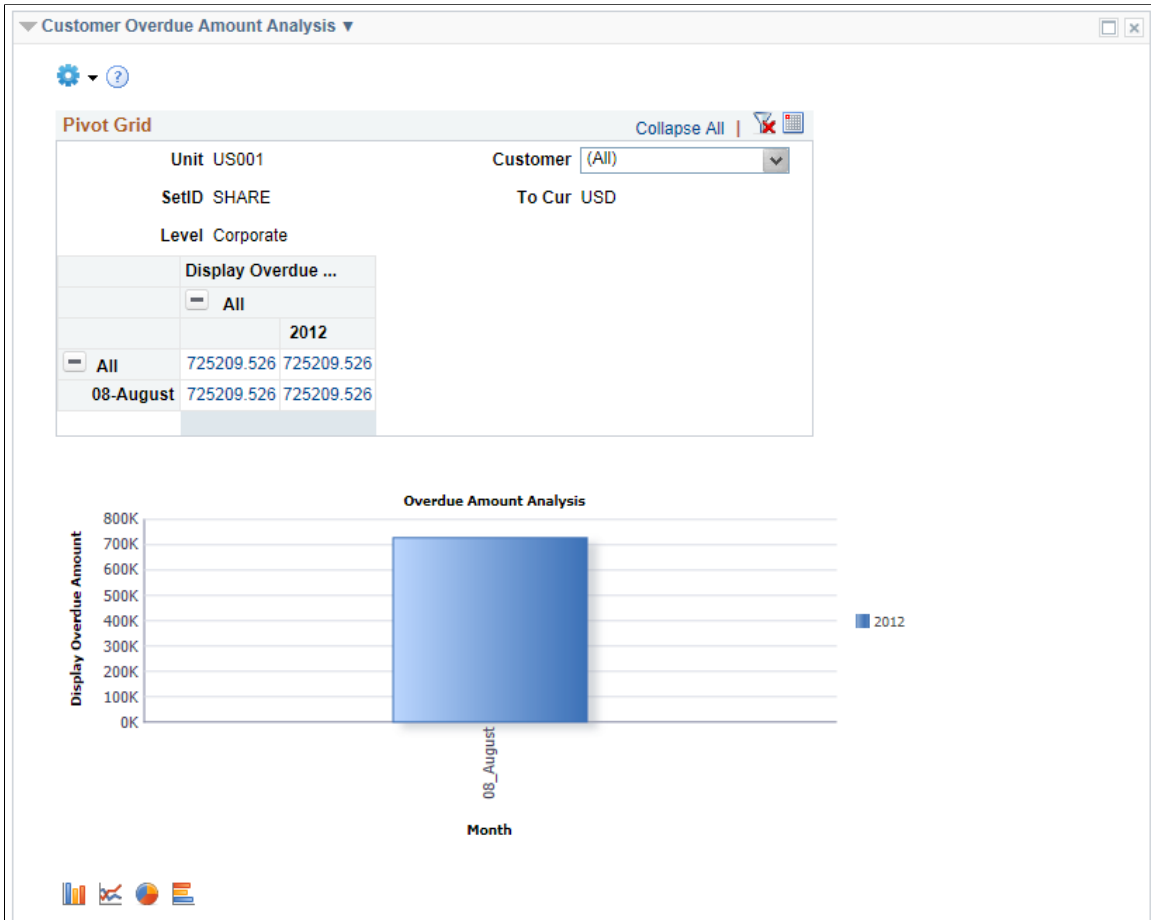 Customer Overdue Amount Analysis
?
Pivot Grid
Collapse All |
Unit US001
Customer (All)
SetID SHARE
To Cur USD
Level Corporate
Display Overdue ...
All
2012
All 725209.526 725209.526
08-August 725209.526 725209.526
Overdue Amount Analysis
Display Overdue Amount
800K
700K
600K
500K
400K
300K
200K
100K
0K
2012
08_August
Month